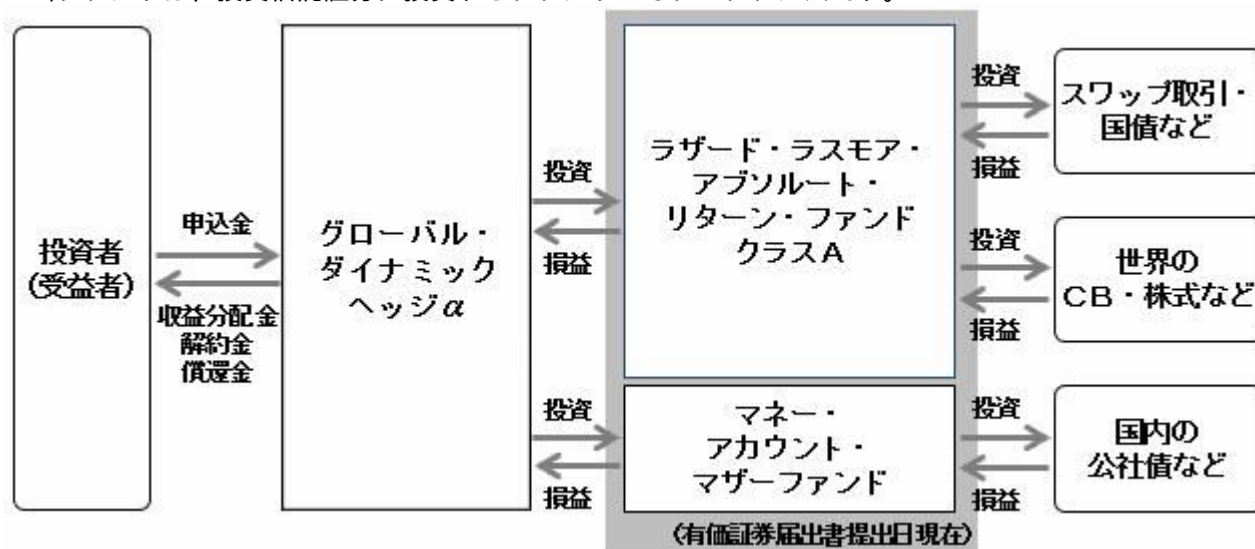 投資者
(受益者)
申込金
収益分配金
解約金
償還金
グローバル・
ダイナミック
ヘッジα
投資
損益
投資
損益
ラザード・ラスモア・
アブソルート・
リターン・ファンド
クラスA
マネー・
アカウント・
マザーファンド
(有価証券届出書提出日現在)
投資
損益
スワップ取引・
国債など
投資
損益
世界の
CB・株式など
投資
損益
国内の
公社債など